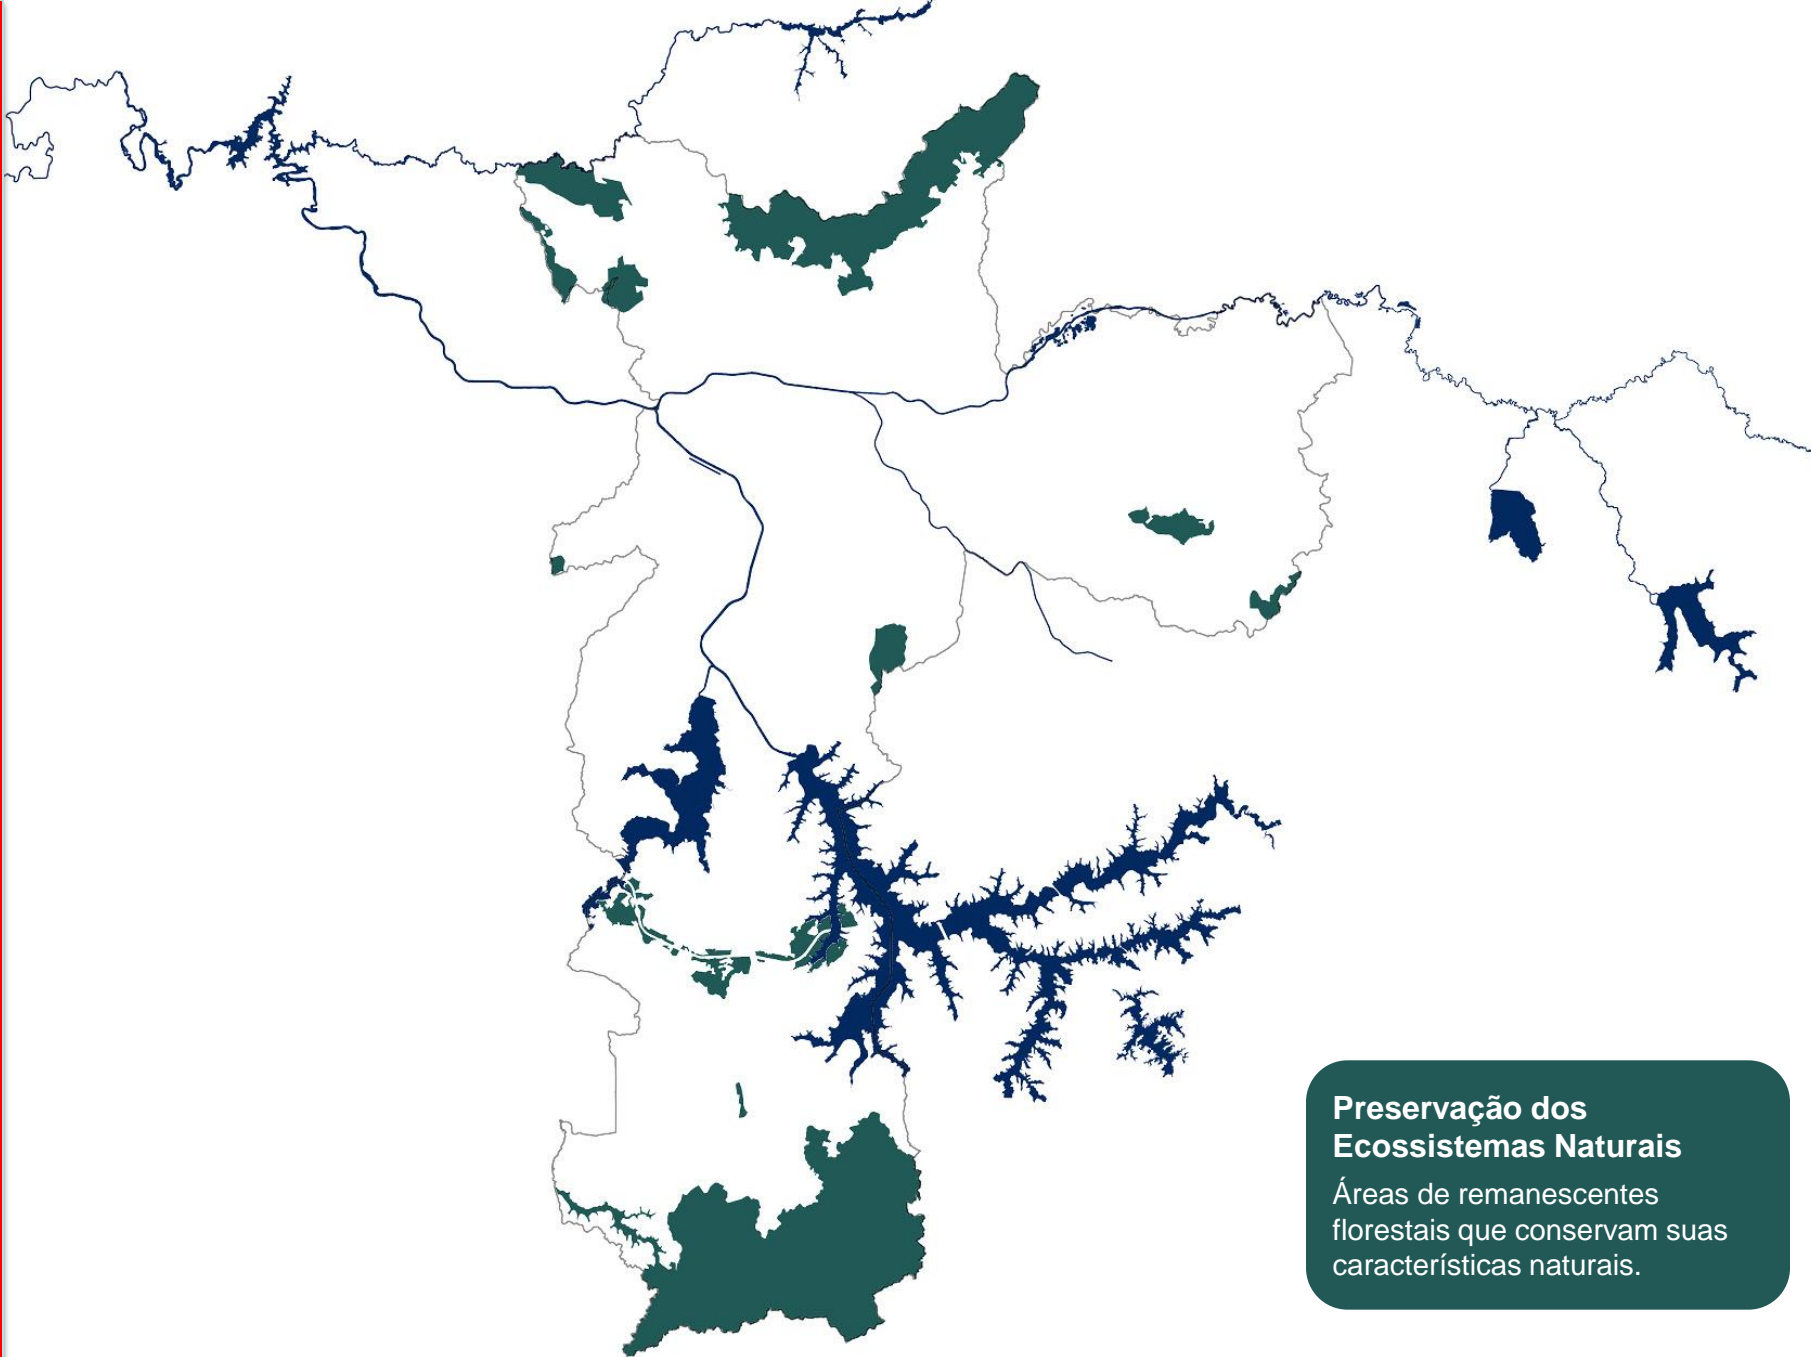 Preservação dos
Ecossistemas Naturais
Áreas de remanescentes
florestais que conservam suas
características naturais.